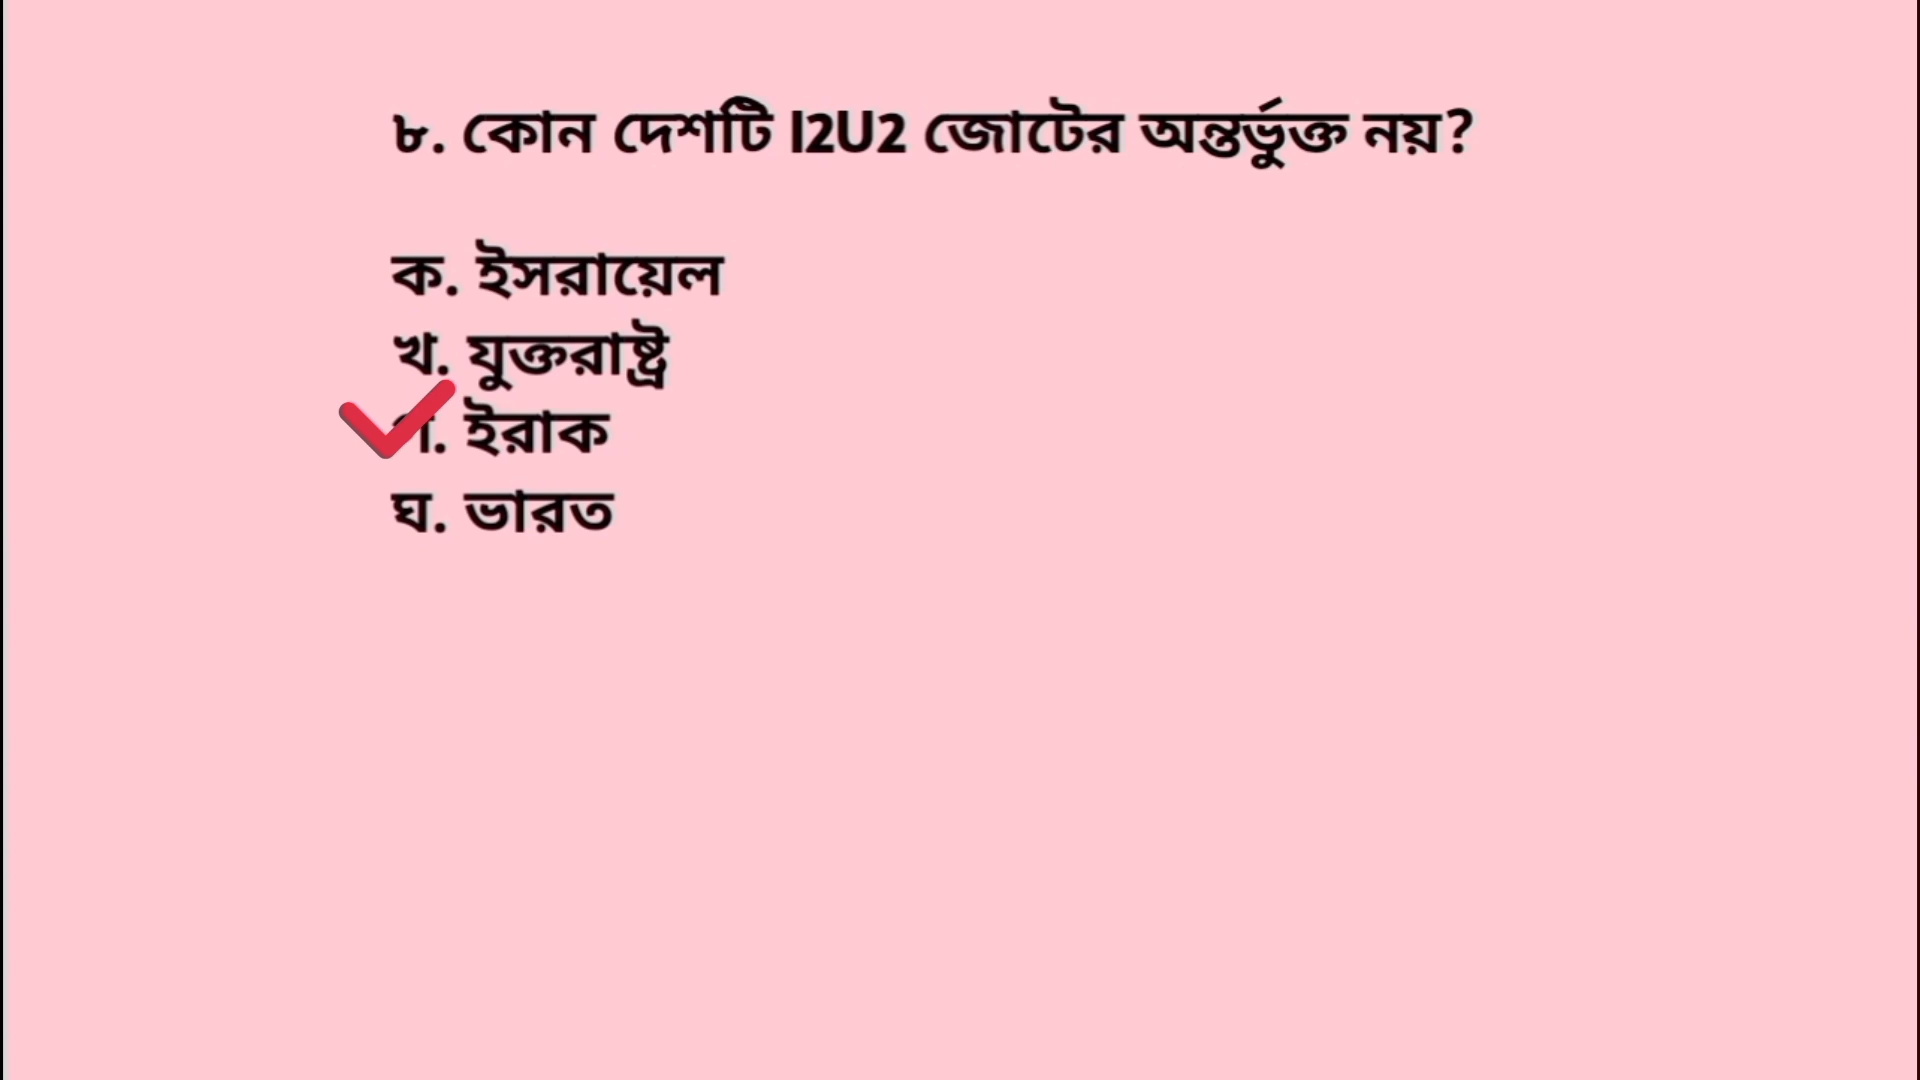 ৮. কোন দেশটি I2U2 জোটের অন্তর্ভুক্ত নয়?
ক. ইসরায়েল
খ. যুক্তরাষ্ট্র
গ. ইরাক
ঘ. ভারত